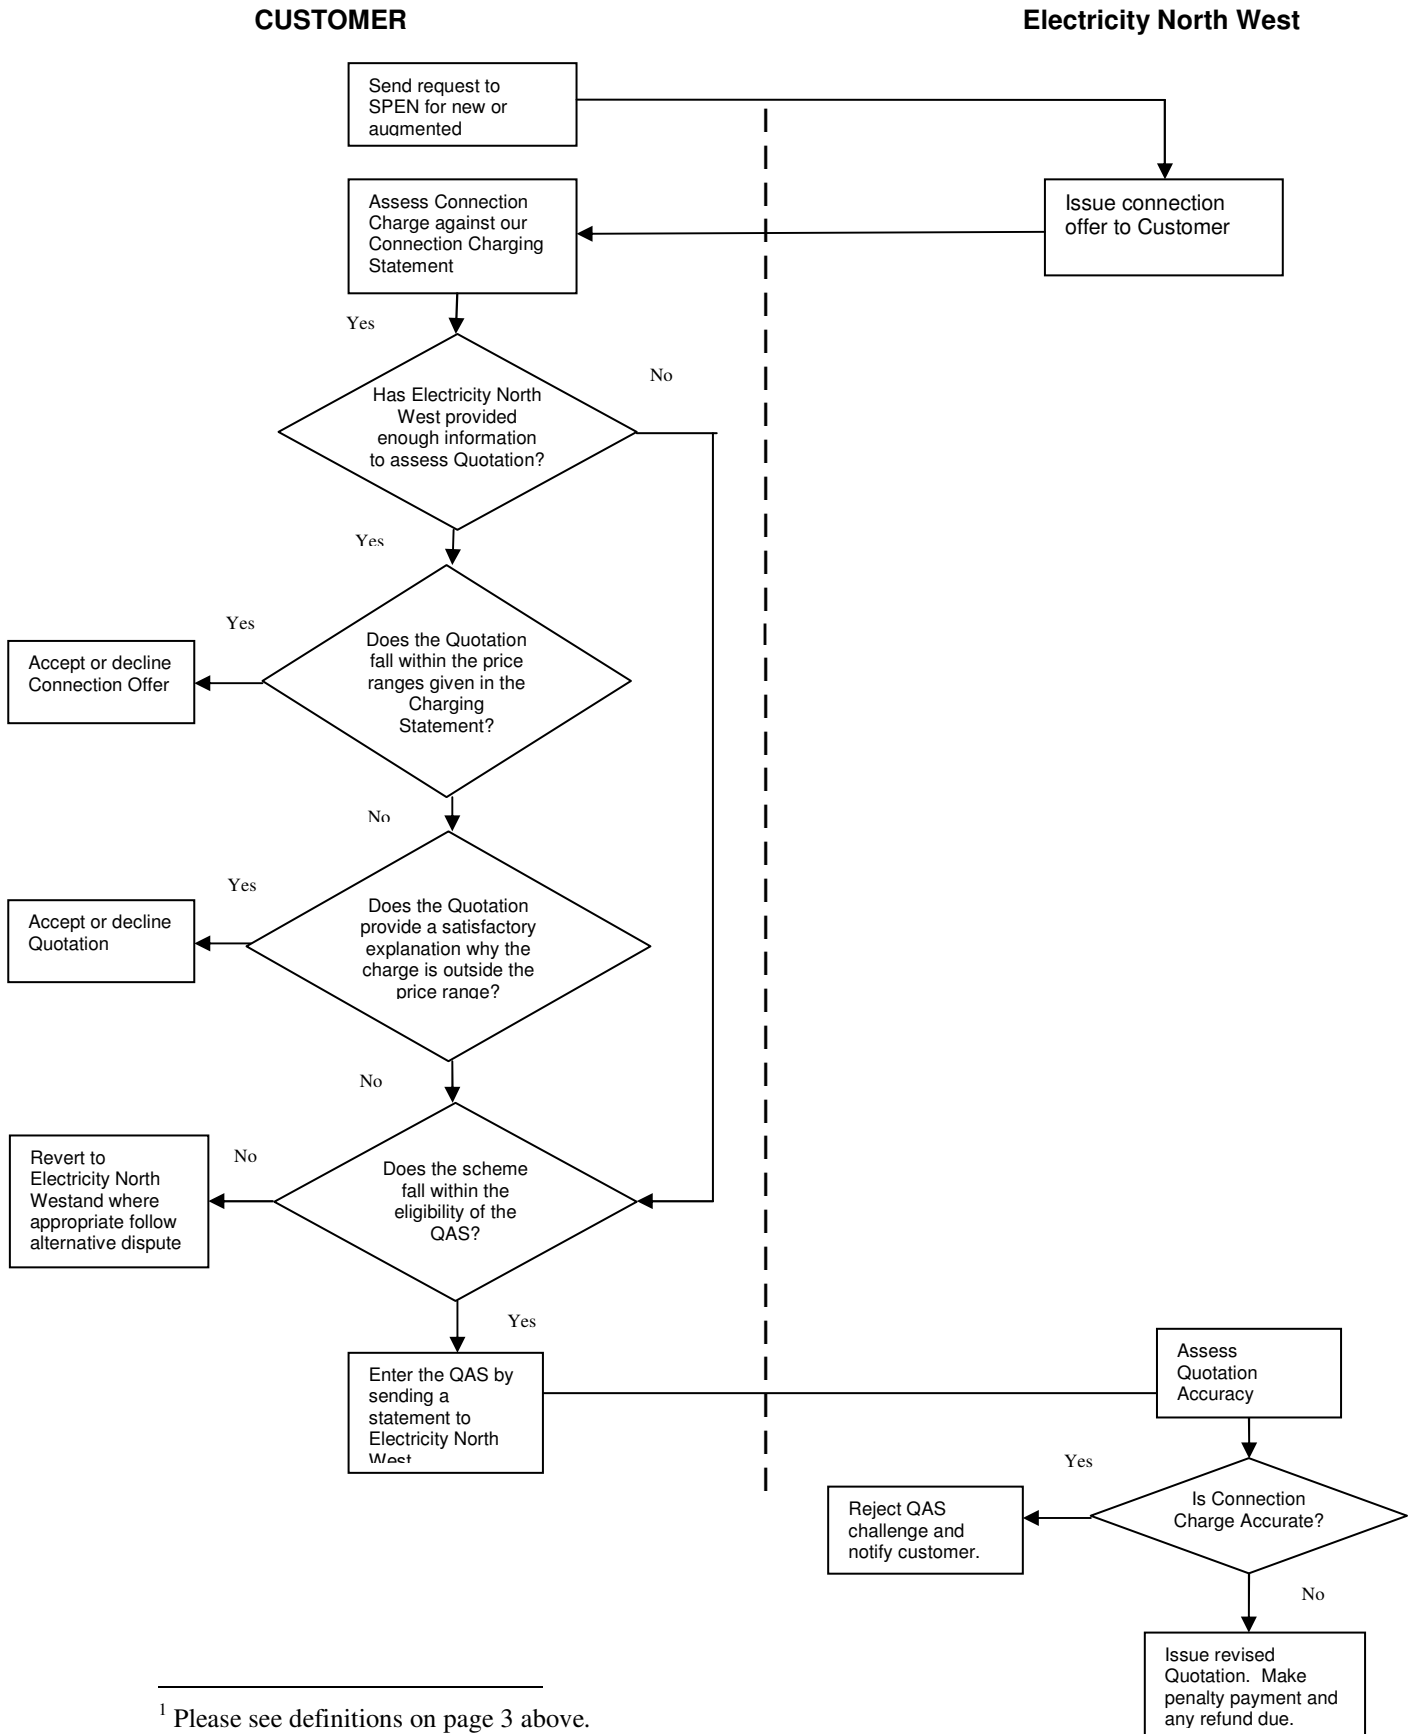 CUSTOMER
Electricity North West
Send request to
SPEN for new or
augmented
Assess Connection
Charge against our
Connection Charging
Statement
Issue connection
offer to Customer
Yes
No
Has Electricity North
West provided
enough information
to assess Quotation?
Yes
Yes
Does the Quotation
fall within the price
ranges given in the
Charging
Statement?
Accept or decline
Connection Offer
No
Yes
Does the Quotation
provide a satisfactory
explanation why the
charge is outside the
price range?
Accept or decline
Quotation
No
No
Does the scheme
fall within the
eligibility of the
QAS?
Revert to
Electricity North
Westand where
appropriate follow
alternative dispute
Yes
Enter the QAS by
sending a
statement to
Electricity North
West
Assess
Quotation
Accuracy
Yes
Is Connection
Charge Accurate?
Reject QAS
challenge and
notify customer.
No
Issue revised
Quotation.  Make
penalty payment and
any refund due.
1 Please see definitions on page 3 above.